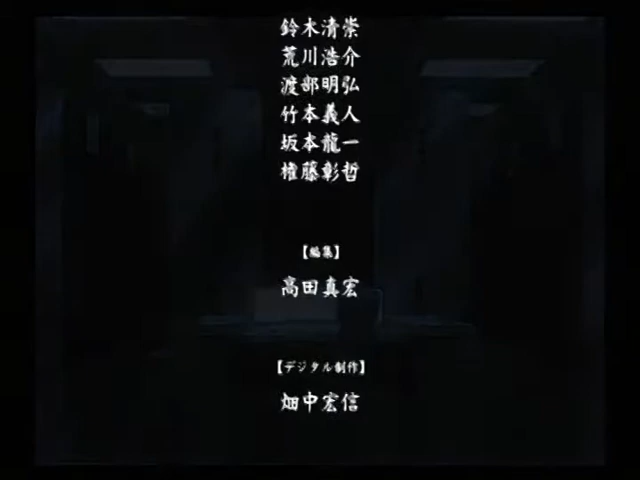 鈴木清崇
荒川浩介
渡部明弘
竹本義人
坂本龍一
権藤彰哲
【編集】
高田真宏
【デジタル制作】
畑中宏信